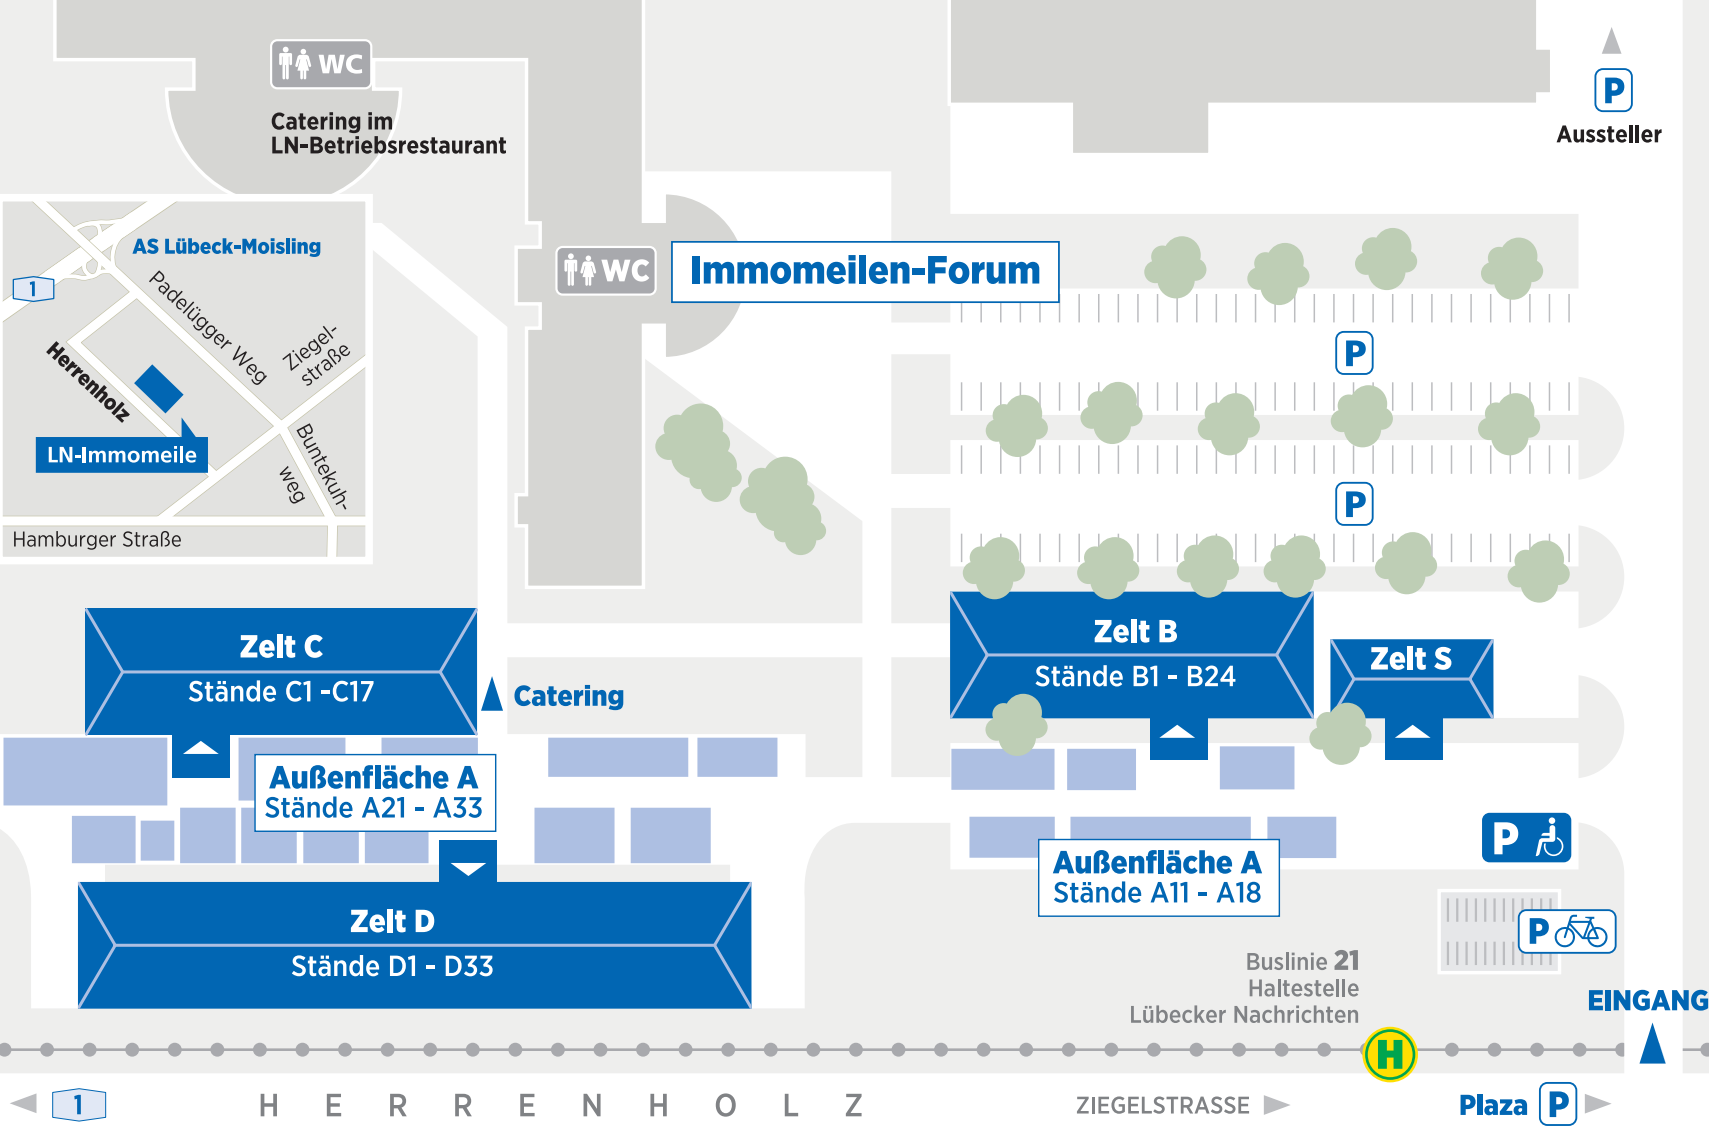 WC
Catering im
LN-Betriebsrestaurant
P
Aussteller
AS Lübeck-Moisling
1
Padelügger Weg
Ziegel-
straße
Herrenholz
LN-Immomeile
Buntekuh-
weg
Hamburger Straße
WC
Immomeilen-Forum
P
P
Zelt C
Stände C1 -C17
Catering
Zelt B
Stände B1 - B24
Zelt S
Außenfläche A
Stände A21 - A33
Außenfläche A
Stände A11 - A18
P
P
Zelt D
Stände D1 - D33
Buslinie 21
Haltestelle
Lübecker Nachrichten
H
EINGANG
1
HERRENHOLZ
ZIEGELSTRASSE
Plaza P